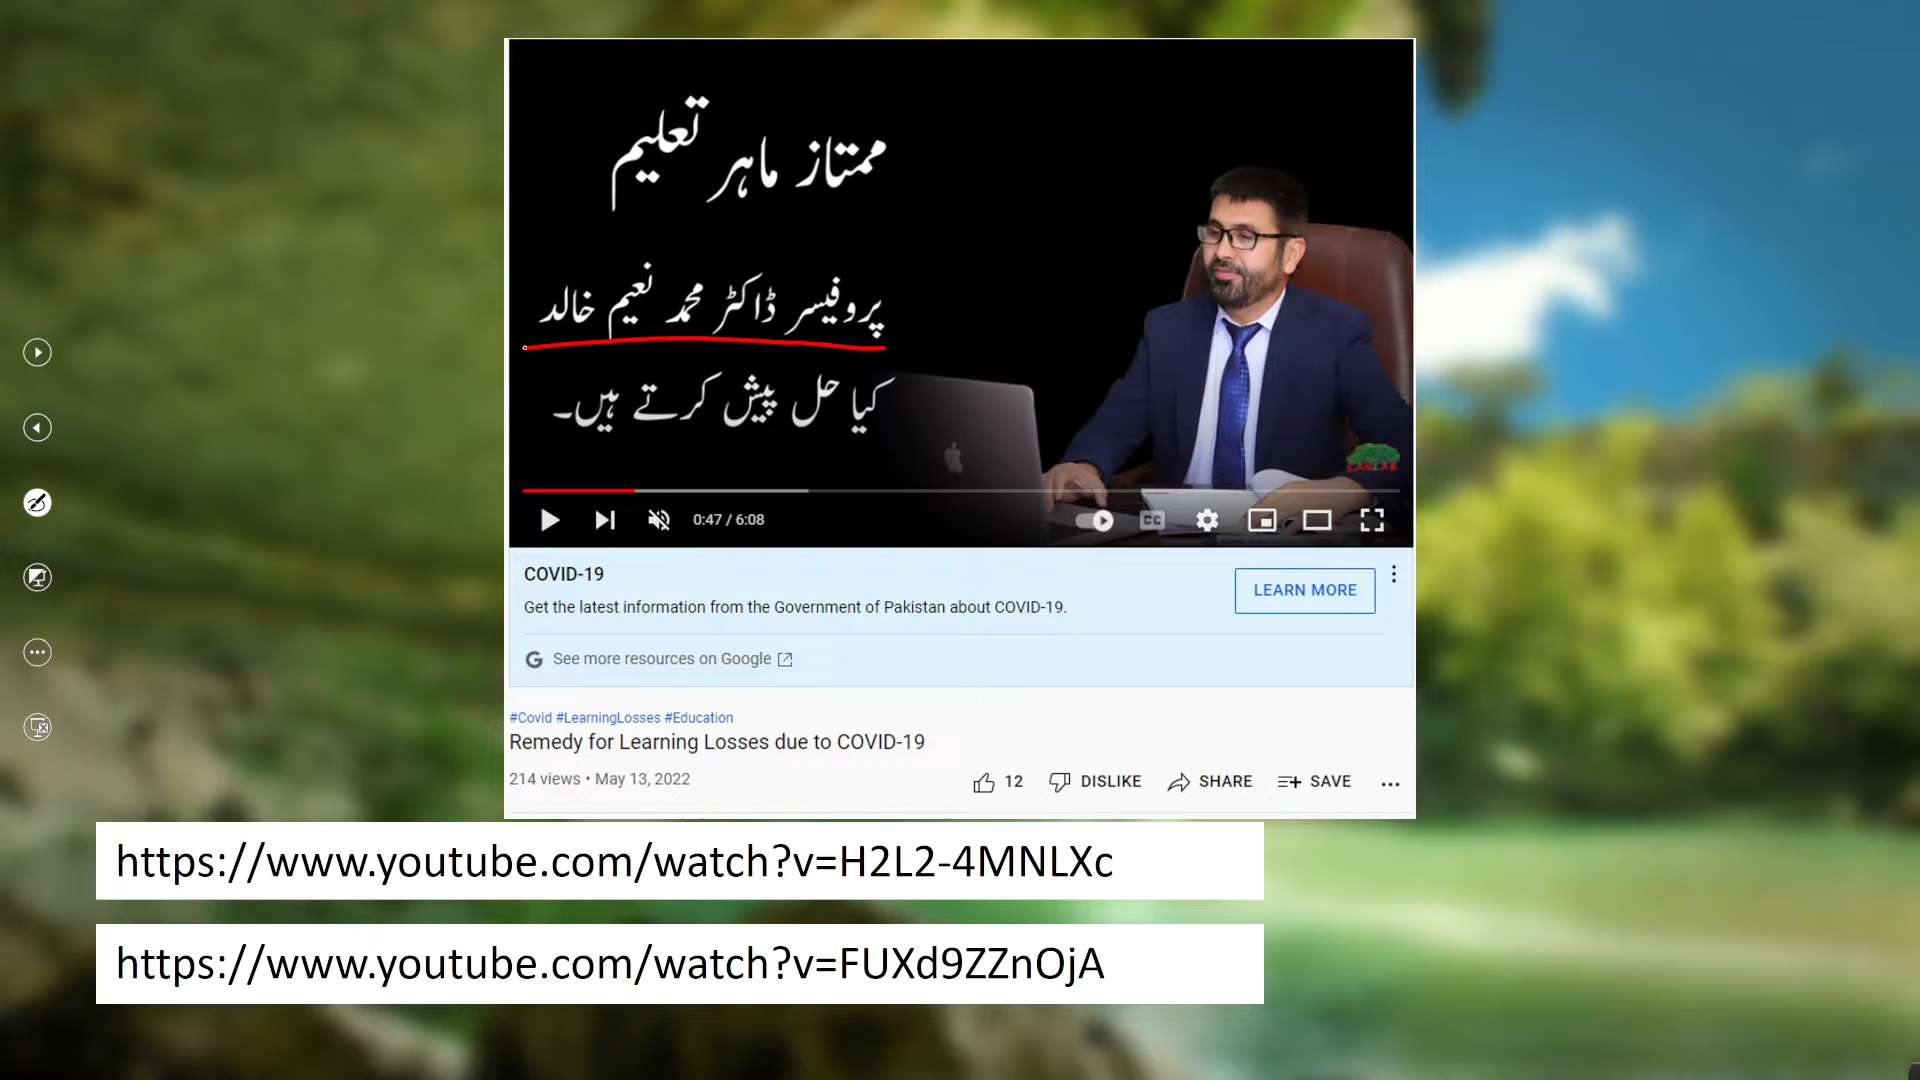 ممتاز ماہر تعلیم
پروفیسر ڈاکٹر محمد نعیم خالد
کیا حل پیش کرتے ہیں۔
0:47 / 6:08
CC
COVID-19
Get the latest information from the Government of Pakistan about COVID-19.
LEARN MORE
G See more resources on Google
#Covid #LearningLosses #Education
Remedy for Learning Losses due to COVID-19
214 views • May 13, 2022
12 DISLIKE SHARE SAVE ...
https://www.youtube.com/watch?v=H2L2-4MNLXc
https://www.youtube.com/watch?v=FUXd9ZZnOjA